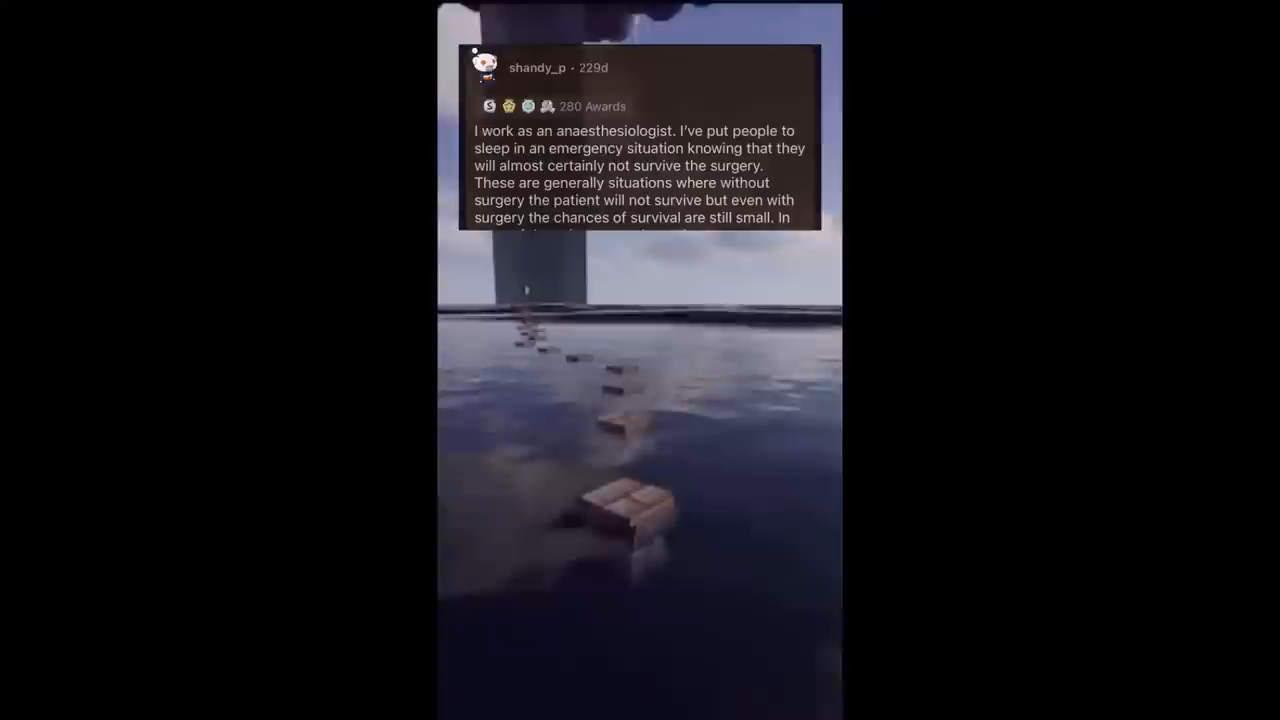 shandy_p · 229d
280 Awards
I work as an anaesthesiologist. I've put people to
sleep in an emergency situation knowing that they
will almost certainly not survive the surgery.
These are generally situations where without
surgery the patient will not survive but even with
surgery the chances of survival are still small. In